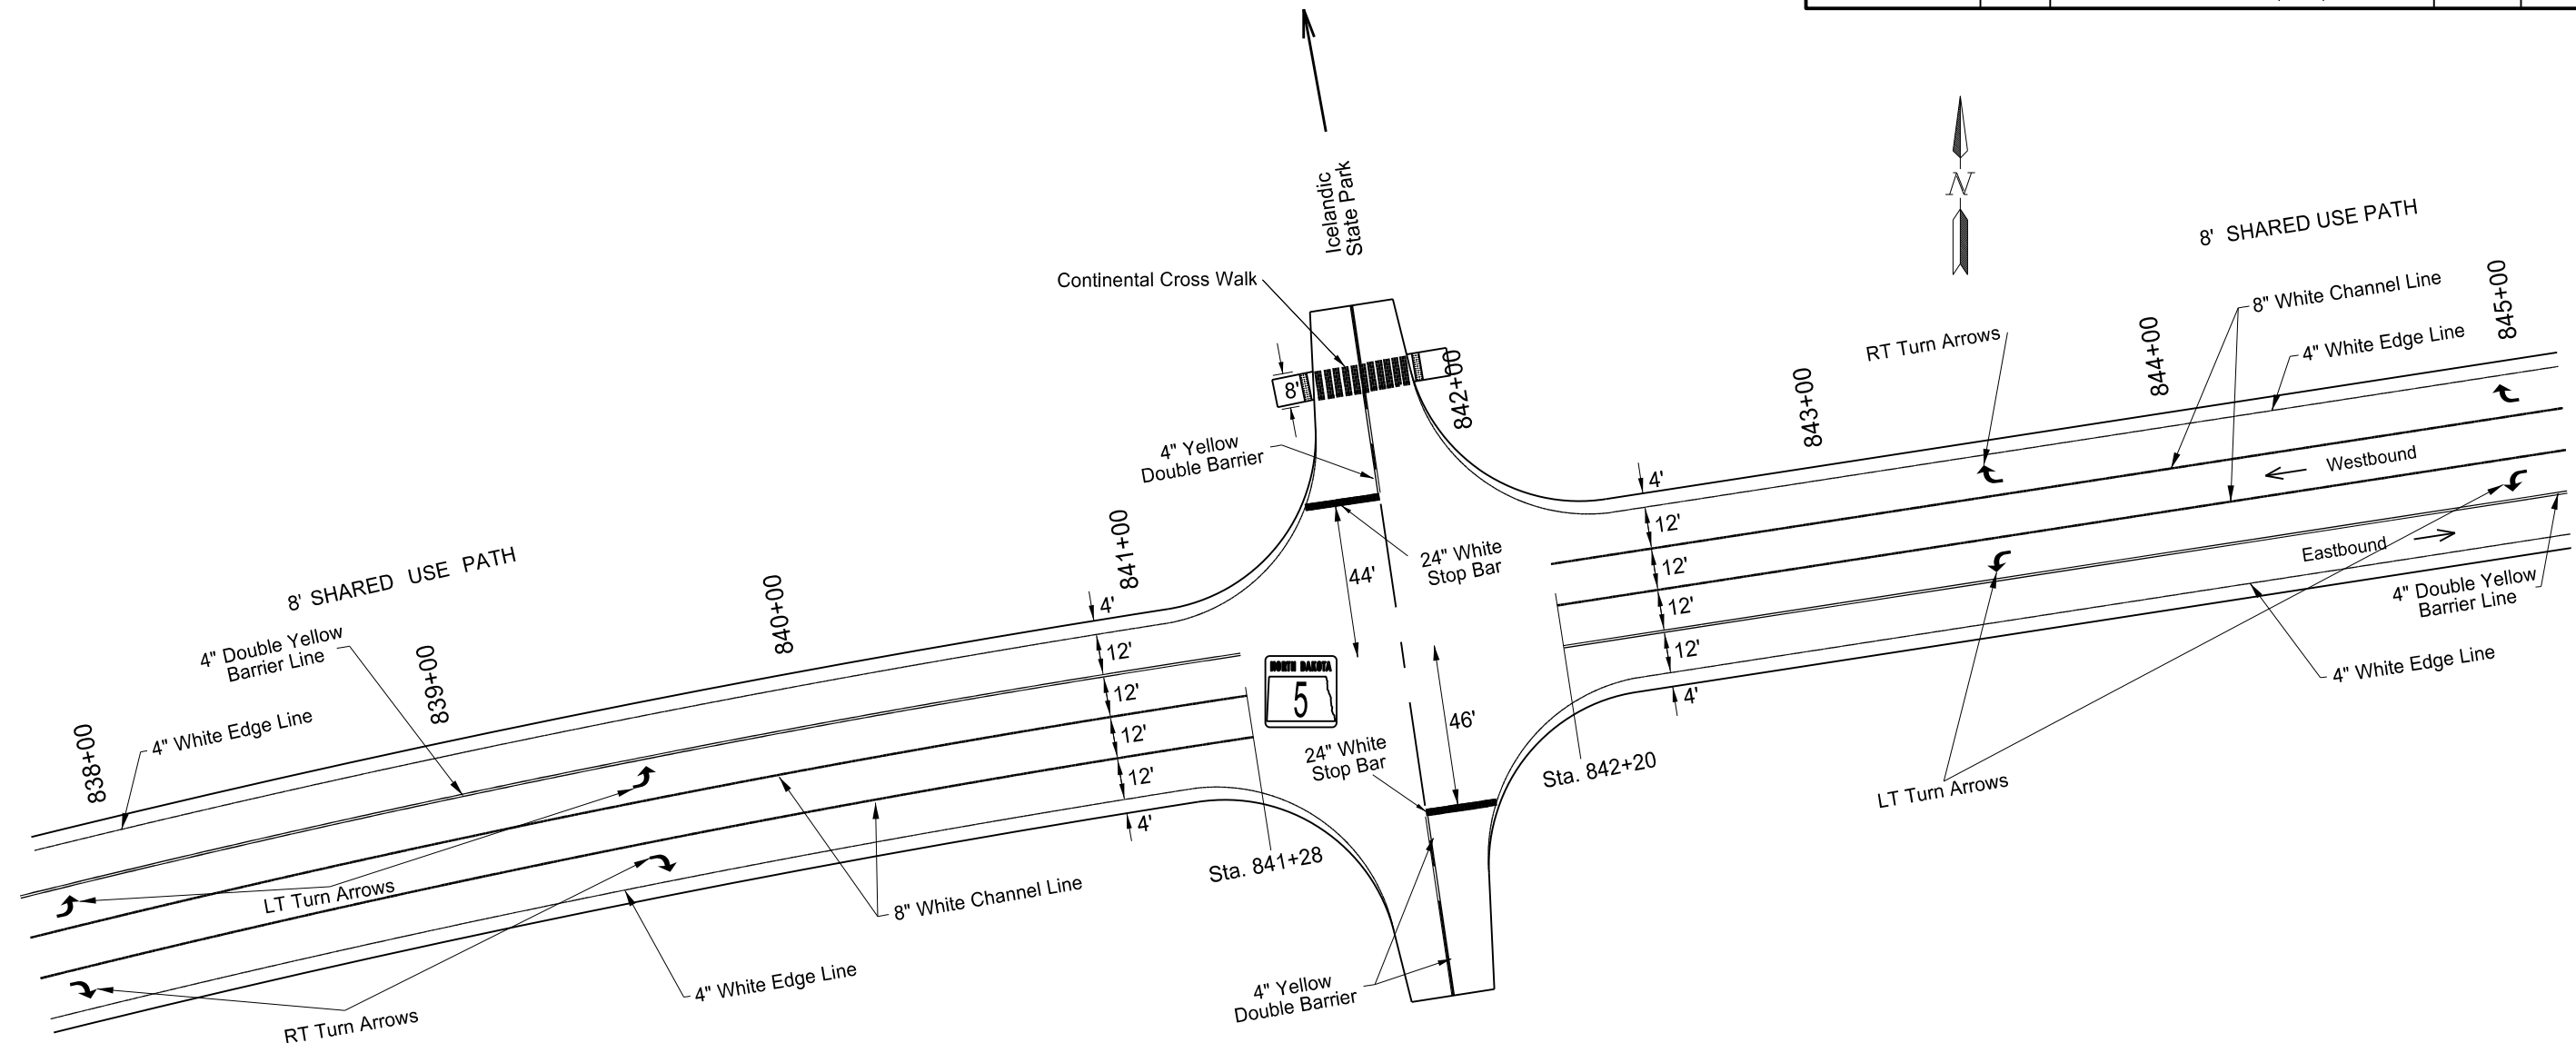 Icelandic
State Park
N
8' SHARED USE PATH
Continental Cross Walk
8" White Channel Line
845+00
RT Turn Arrows
4" White Edge Line
844+00
842+00
843+00
8'
4" Yellow
Double Barrier
Westbound
4'
12'
12'
12'
12'
4'
24" White
Stop Bar
Eastbound
4" Double Yellow
Barrier Line
44'
841+00
8' SHARED USE PATH
840+00
4'
12'
12'
12'
12'
4'
4" Double Yellow
Barrier Line
839+00
NORTH DAKOTA
5
4" White Edge Line
46'
838+00
4" White Edge Line
24" White
Stop Bar
Sta. 842+20
LT Turn Arrows
Sta. 841+28
LT Turn Arrows
8" White Channel Line
4" White Edge Line
4" Yellow
Double Barrier
RT Turn Arrows